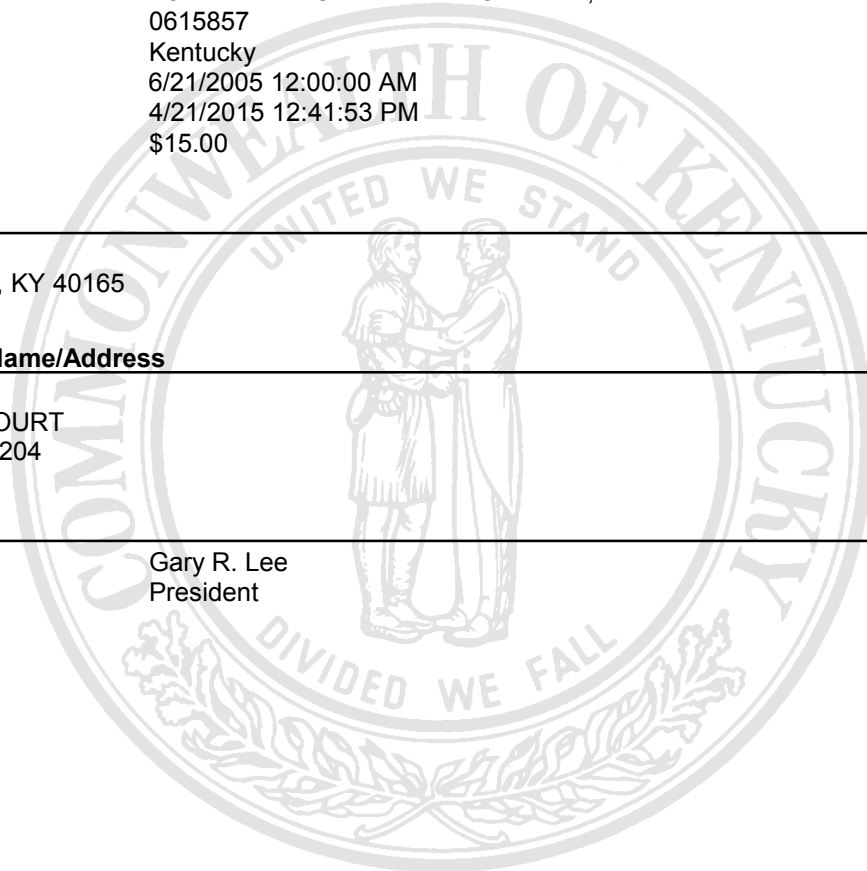 0615857
Kentucky
6/21/2005 12:00:00 AM
4/21/2015 12:41:53 PM
$15.00
COMMONWEALTH OF KENTUCKY
UNITED WE STAND
, KY 40165
ame/Address
OURT
204
Gary R. Lee
President
DIVIDED WE FALL